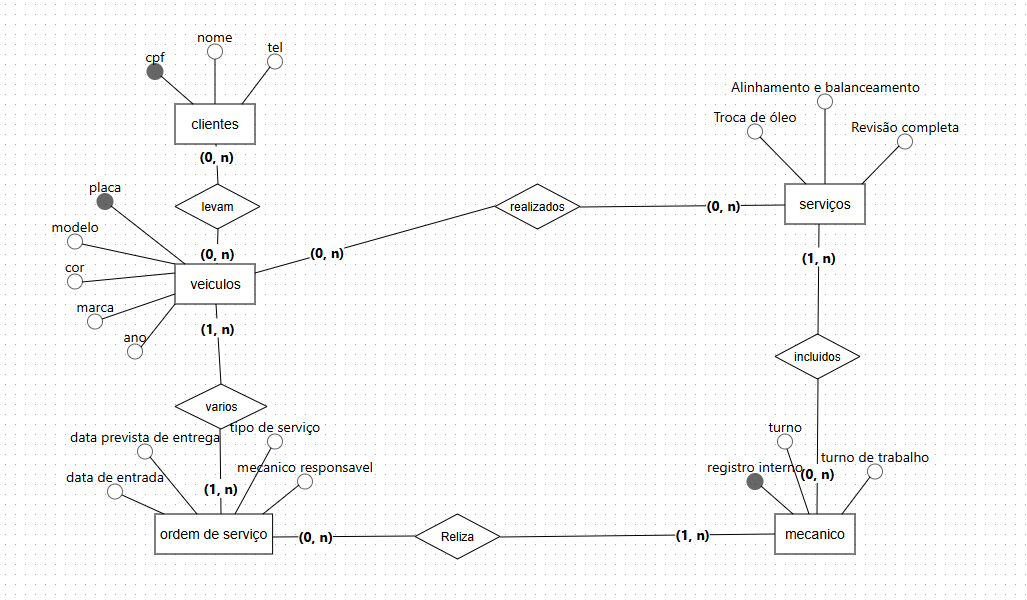 nome
cpf
tel
clientes
(0, n)
levam
(0, n)
placa
modelo
cor
marca
ano
veiculos
(0, n)
realizados
(0, n)
Alinhamento e balanceamento
Troca de óleo
Revisão completa
serviços
(1, n)
incluidos
(0, n)
(1, n)
varios
(1, n)
tipo de serviço
data prevista de entrega
mecanico responsavel
data de entrada
ordem de serviço
(0, n)
Reliza
(1, n)
turno
turno de trabalho
registro interno
mecanico